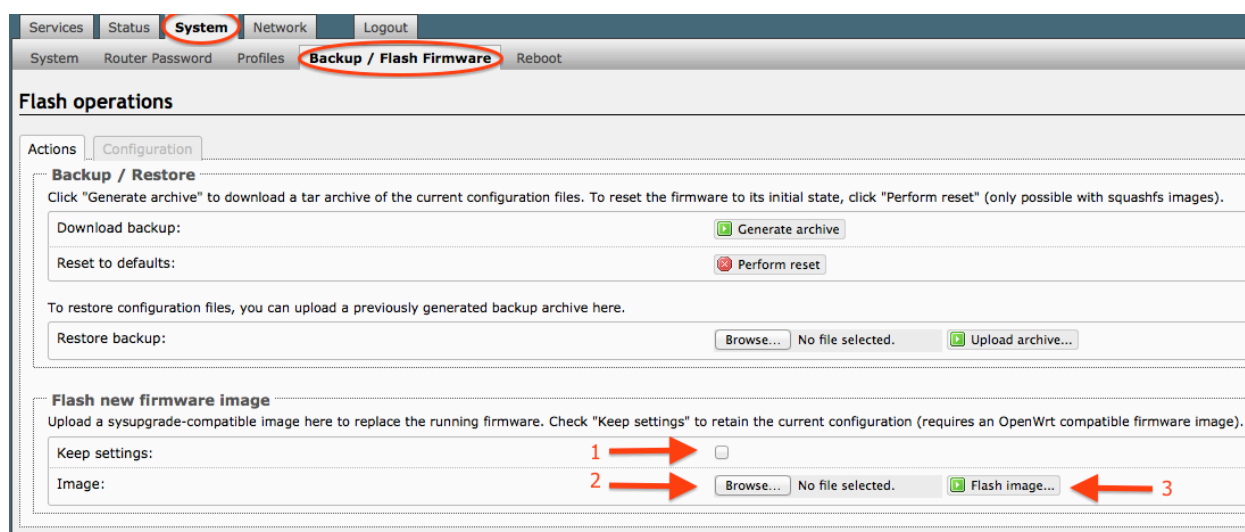 Services Status System Network Logout
System Router Password Profiles Backup / Flash Firmware Reboot
Flash operations
Actions Configuration
Backup / Restore
Click "Generate archive" to download a tar archive of the current configuration files. To reset the firmware to its initial state, click "Perform reset" (only possible with squashfs images).
Download backup: Generate archive
Reset to defaults: Perform reset
To restore configuration files, you can upload a previously generated backup archive here.
Restore backup: Browse... No file selected. Upload archive...
Flash new firmware image
Upload a sysupgrade-compatible image here to replace the running firmware. Check "Keep settings" to retain the current configuration (requires an OpenWrt compatible firmware image).
Keep settings: 1
Image: 2 Browse... No file selected. Flash image... 3